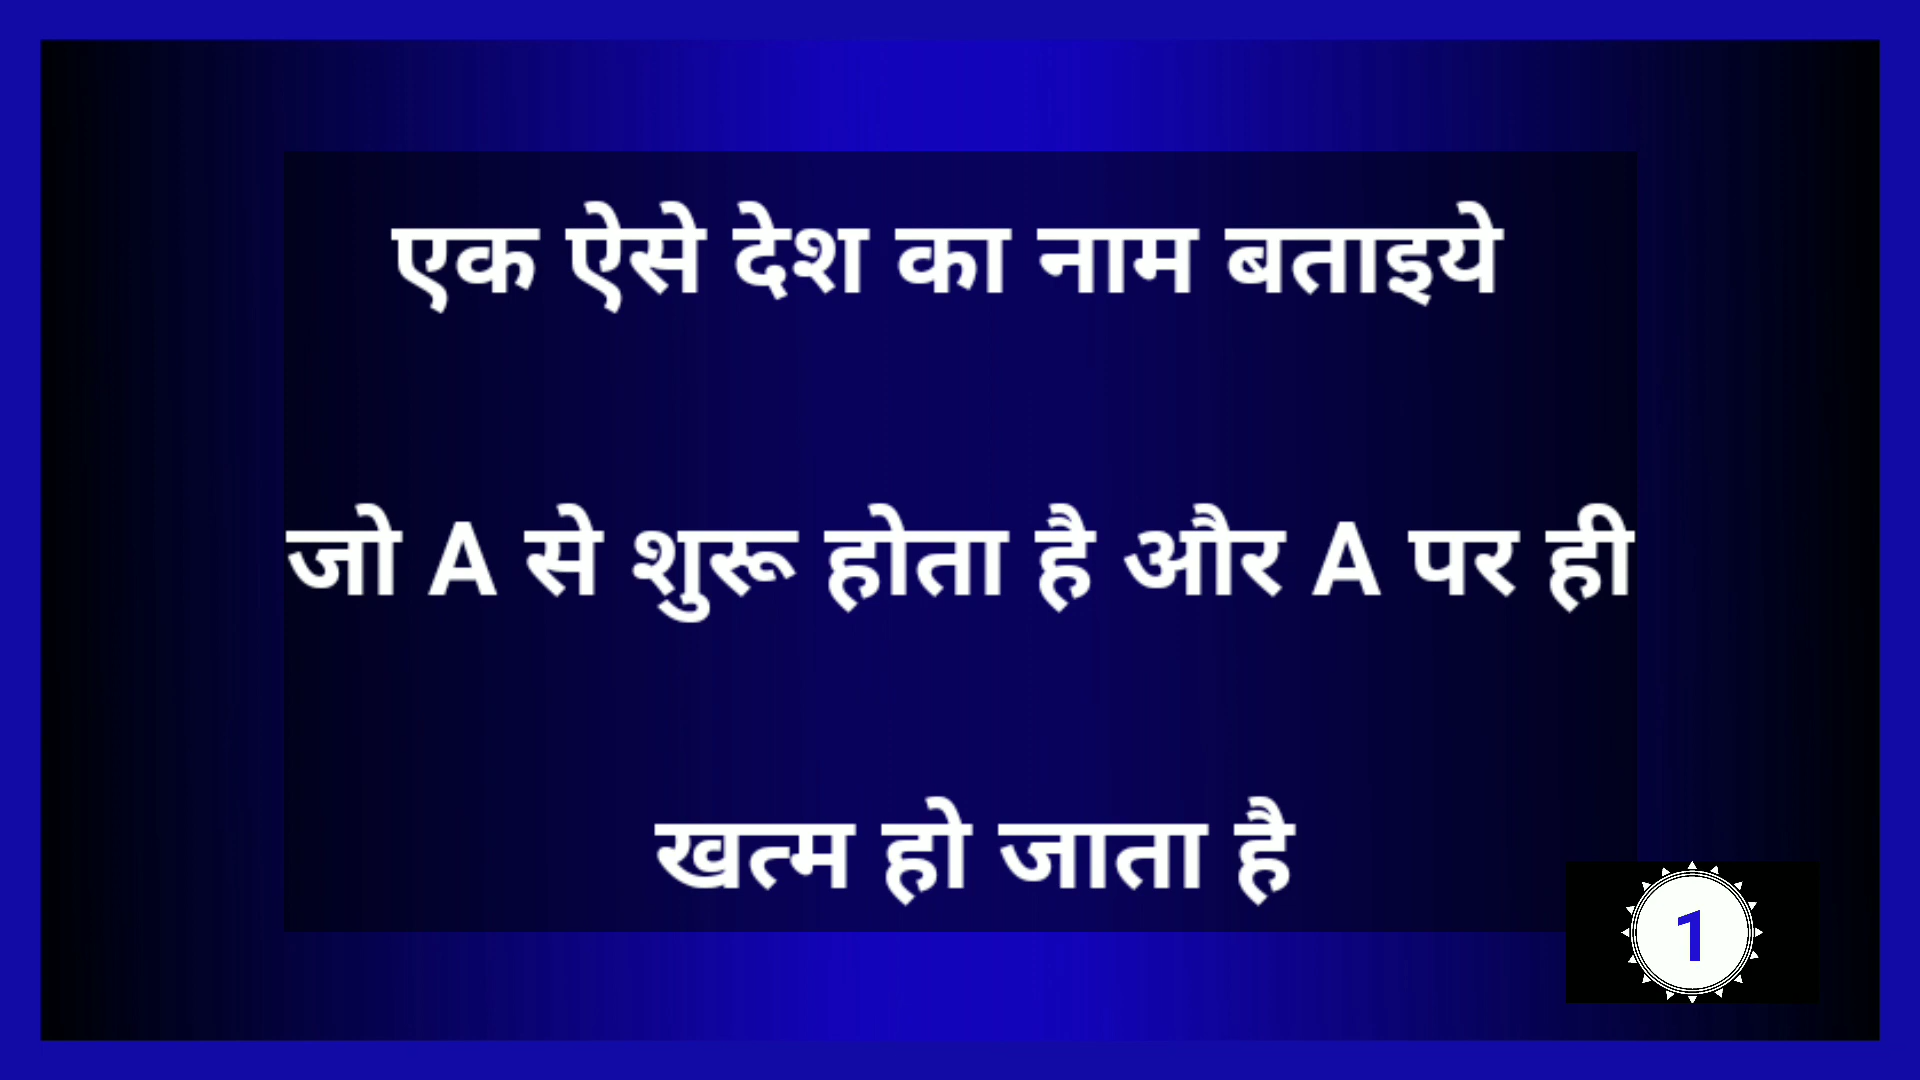 एक ऐसे देश का नाम बताइये
जो A से शुरू होता है और A पर ही
खत्म हो जाता है
1